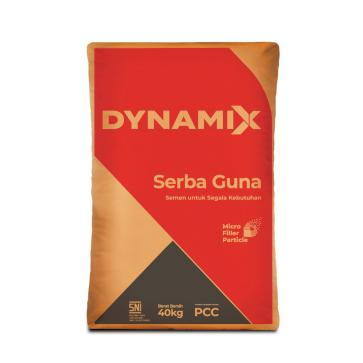 DYNAMIX
Serba Guna
Semen untuk Segala Kebutuhan
Micro
Filler
Particle
SNI
Berat Bersih
40kg
PCC